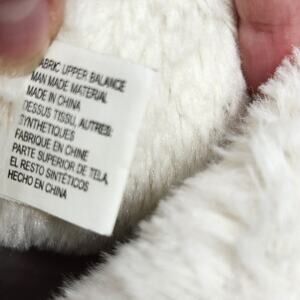 FABRIC UPPER, BALANCE
MAN MADE MATERIAL
MADE IN CHINA
DESSUS TISSU, AUTRES:
SYNTHÉTIQUES
FABRIQUE EN CHINE
PARTE SUPERIOR DE TELA,
EL RESTO SINTÉTICOS
HECHO EN CHINA